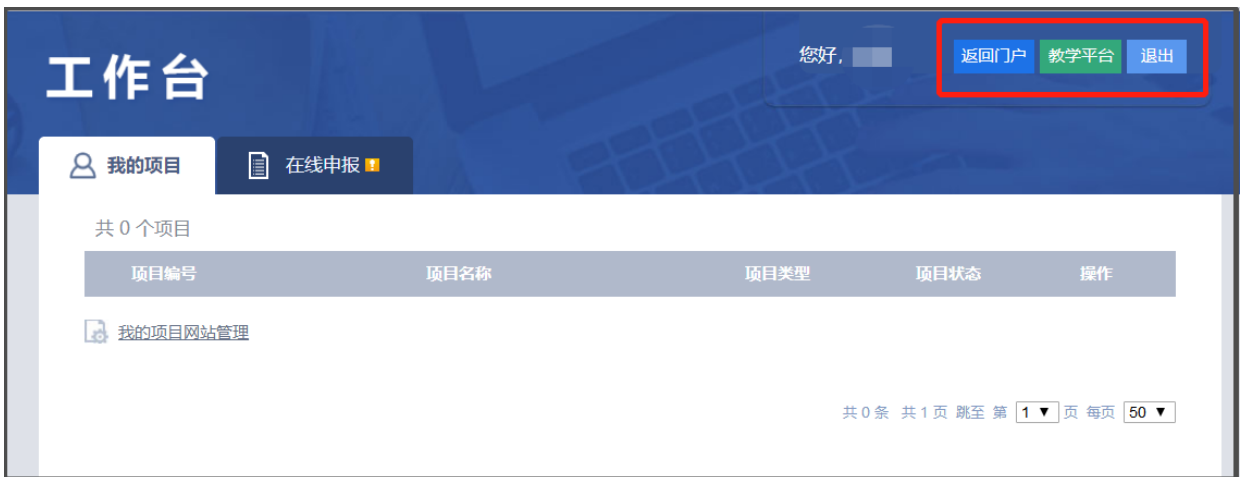 工作台
您好,
返回门户 教学平台 退出
我的项目 在线申报
共 0 个项目
项目编号 项目名称 项目类型 项目状态 操作
我的项目网站管理
共 0 条 共 1 页 跳至 第 1 ▼ 页 每页 50 ▼